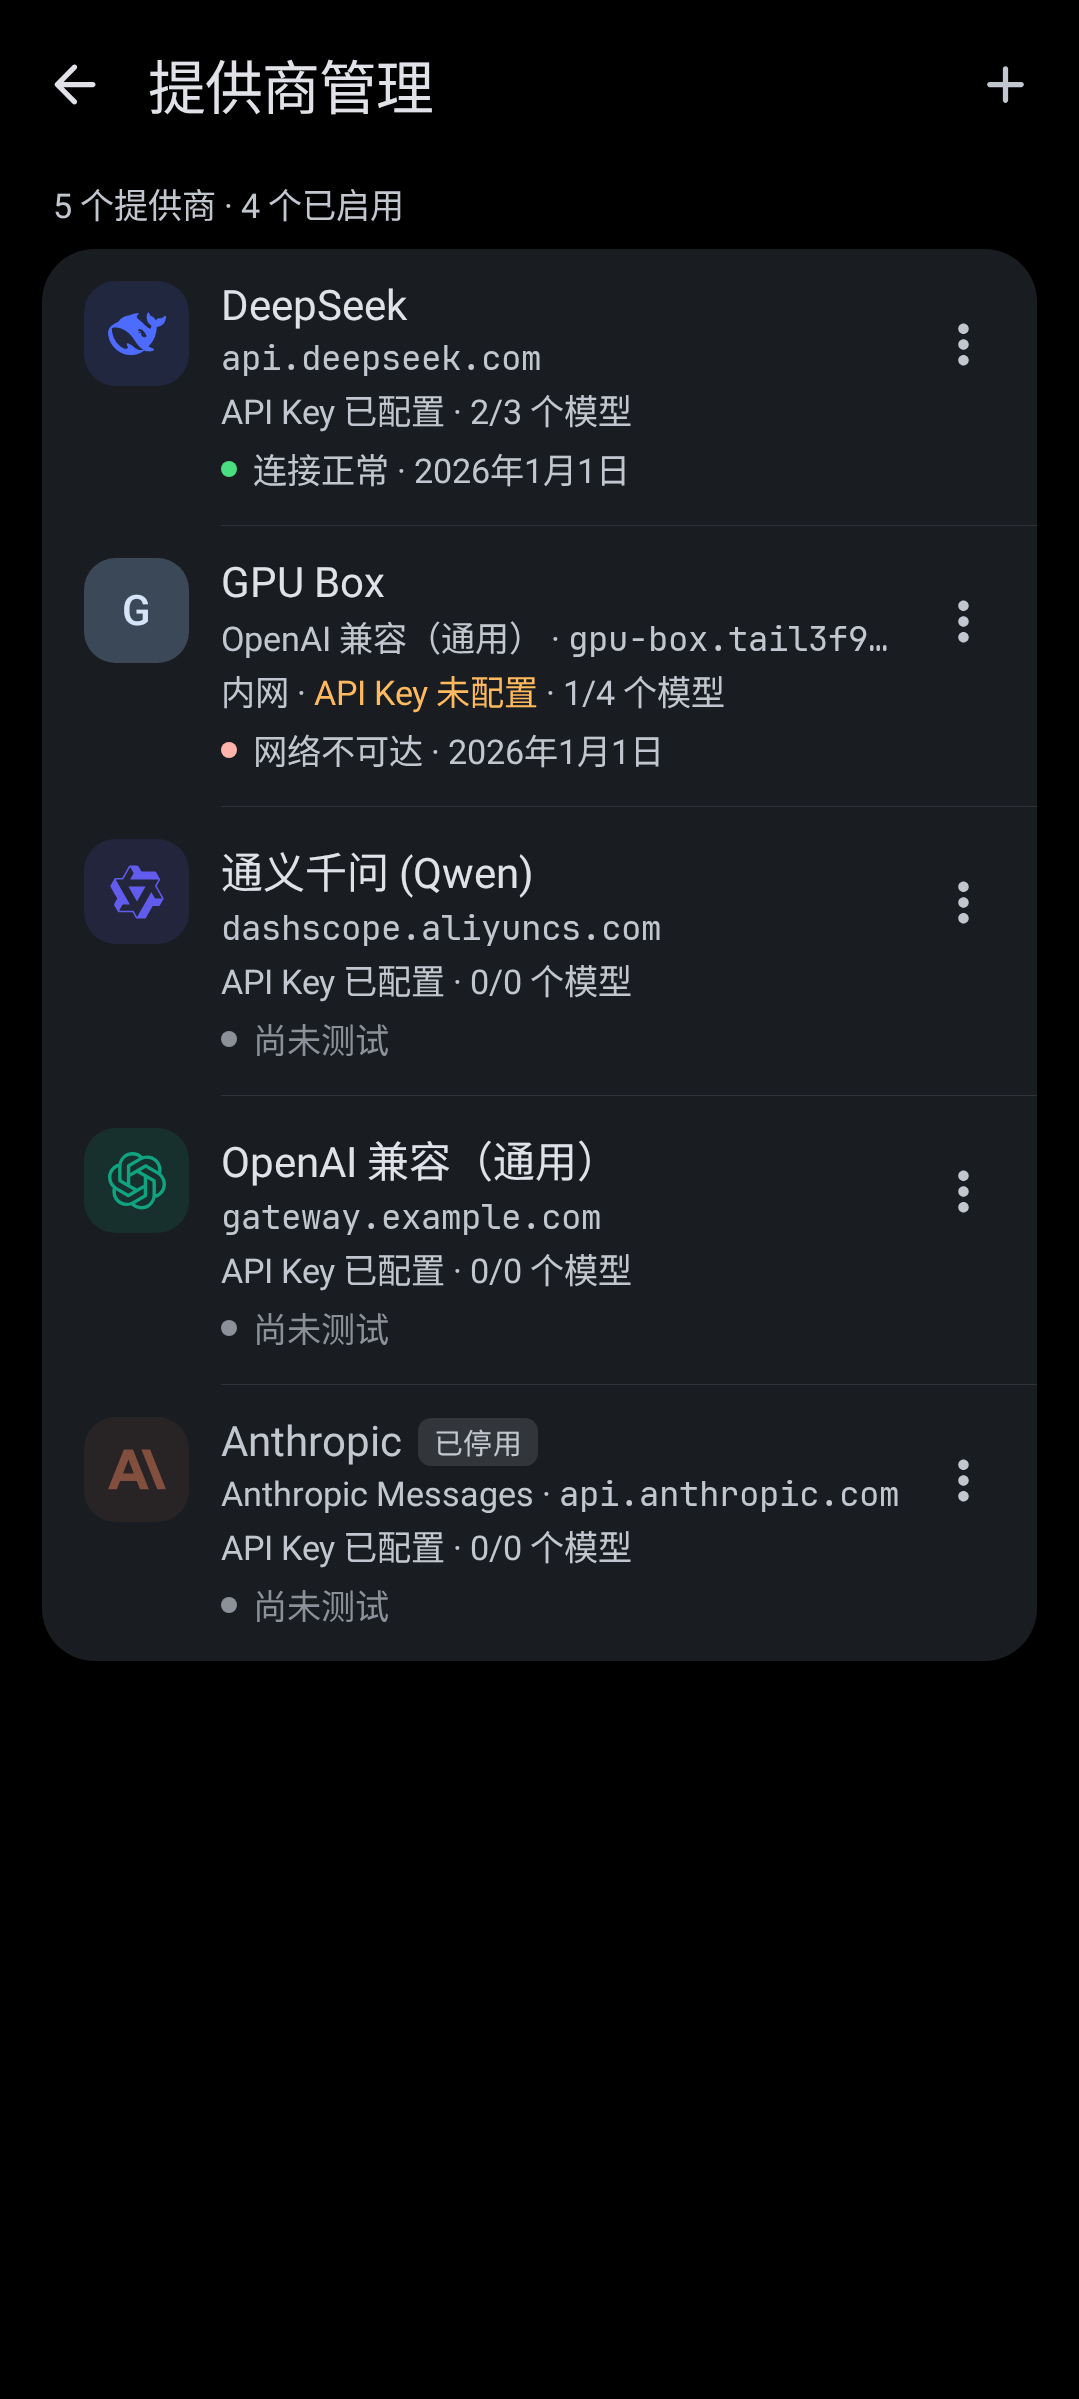 提供商管理
5 个提供商 · 4 个已启用
DeepSeek
api.deepseek.com
API Key 已配置 · 2/3 个模型
连接正常 · 2026年1月1日
G
GPU Box
OpenAI 兼容（通用） · gpu-box.tail3f9…
内网 · API Key 未配置 · 1/4 个模型
网络不可达 · 2026年1月1日
通义千问 (Qwen)
dashscope.aliyuncs.com
API Key 已配置 · 0/0 个模型
尚未测试
OpenAI 兼容（通用）
gateway.example.com
API Key 已配置 · 0/0 个模型
尚未测试
Anthropic 已停用
Anthropic Messages · api.anthropic.com
API Key 已配置 · 0/0 个模型
尚未测试